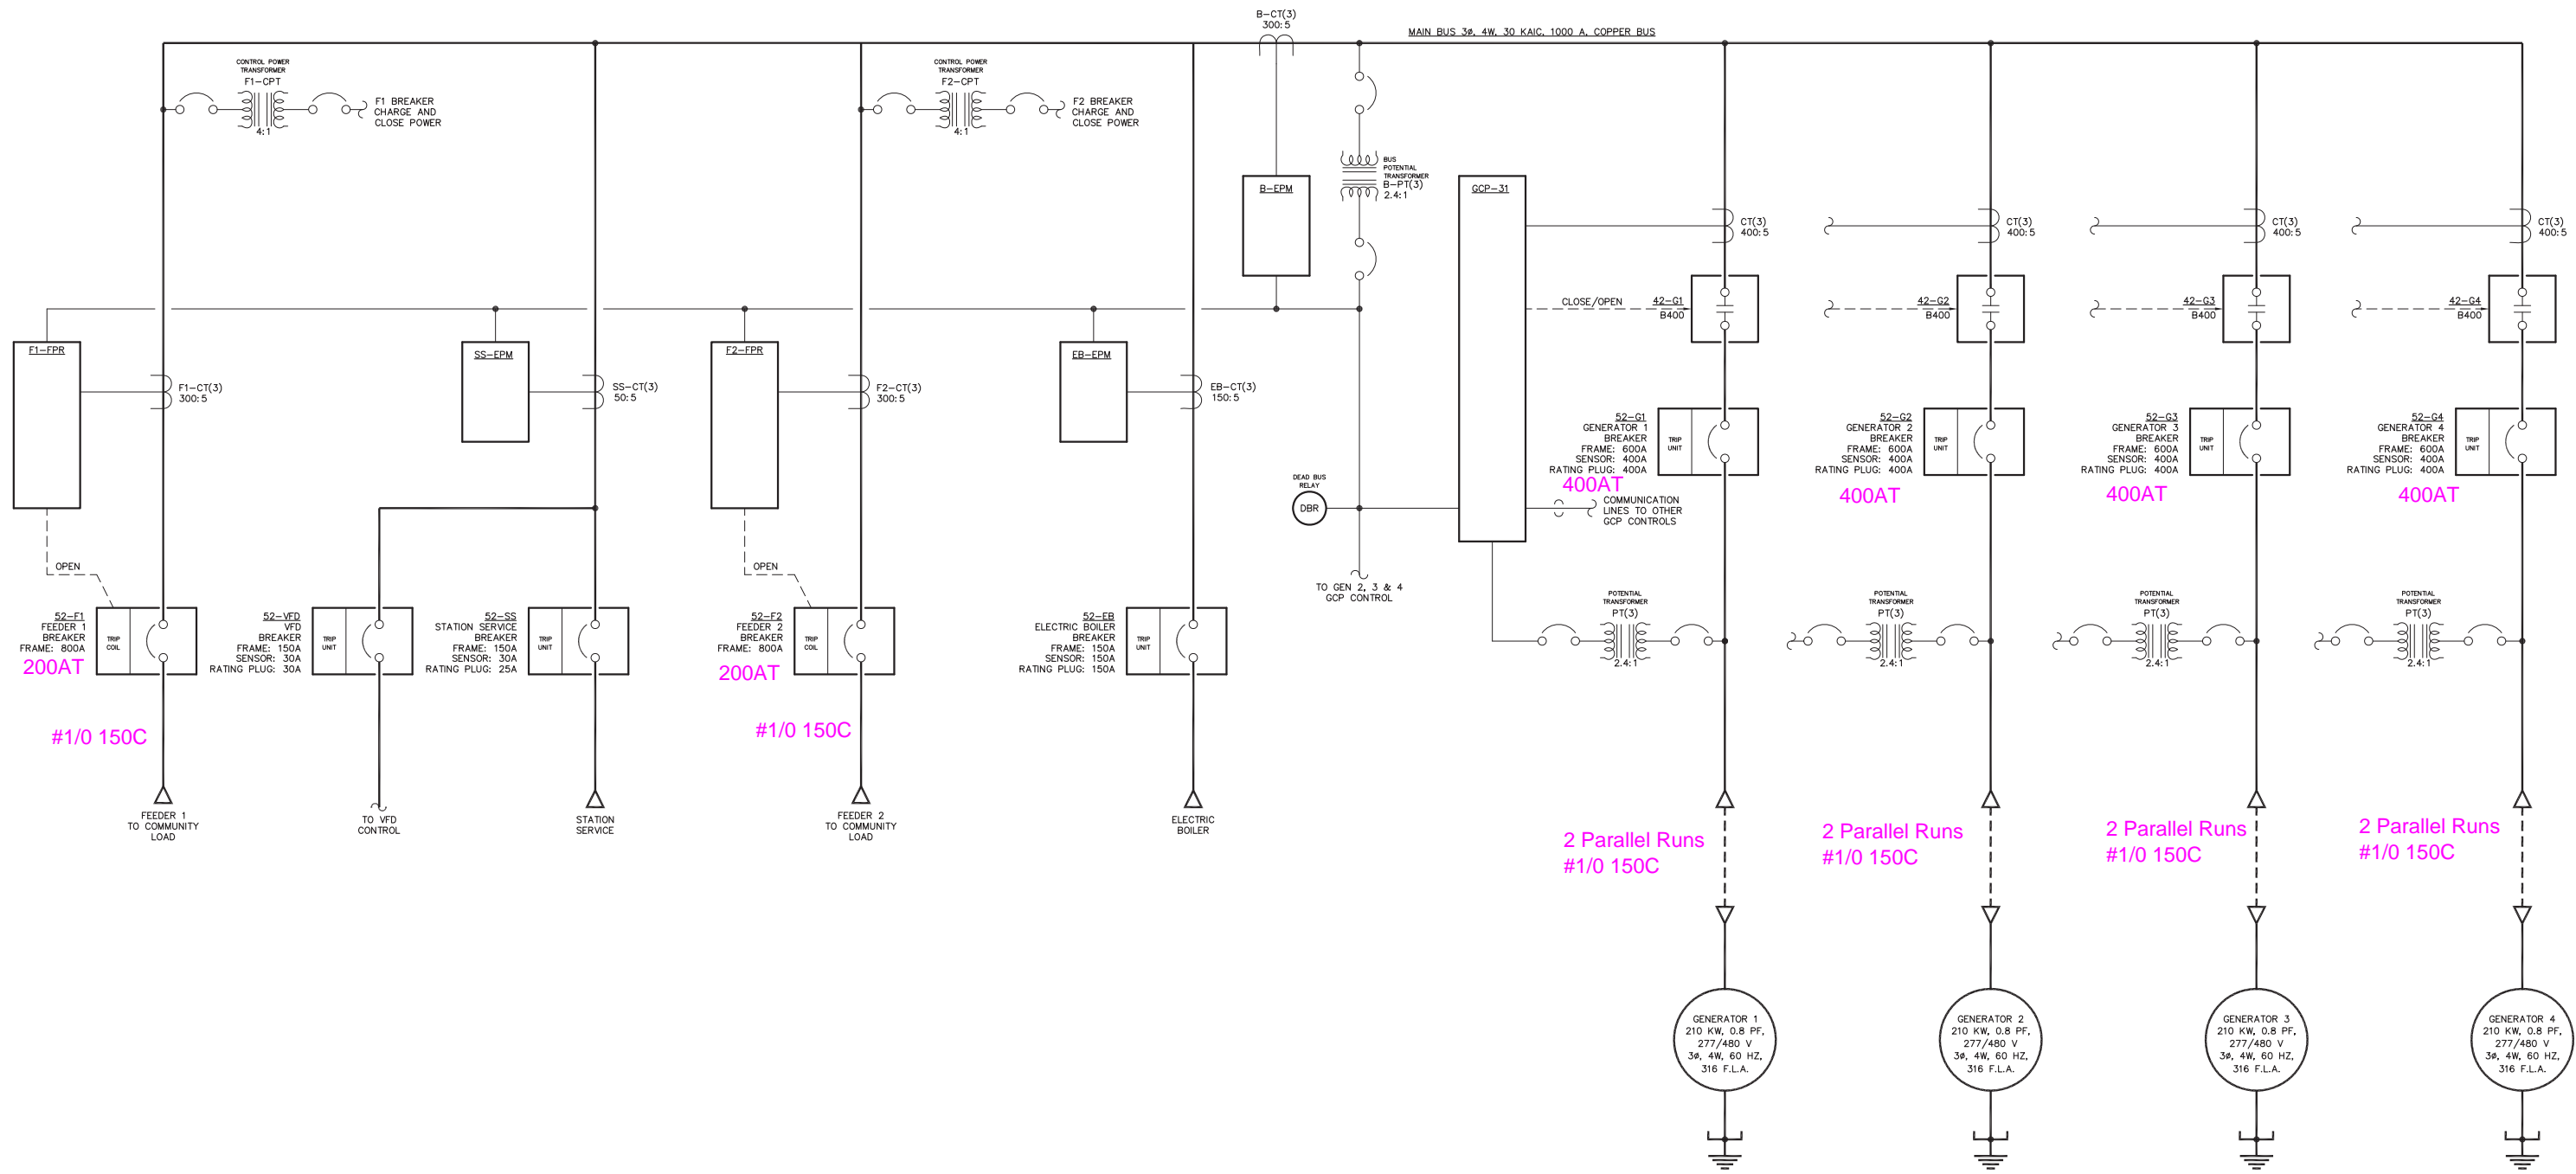 B-CT(3)
300:5
MAIN BUS 3ø, 4W, 30 KAIC, 1000 A, COPPER BUS
CONTROL POWER
TRANSFORMER
F1-CPT
4:1
F1 BREAKER
CHARGE AND
CLOSE POWER
CONTROL POWER
TRANSFORMER
F2-CPT
4:1
F2 BREAKER
CHARGE AND
CLOSE POWER
BUS
POTENTIAL
TRANSFORMER
B-PT(3)
2.4:1
B-EPM
GCP-31
CT(3)
400:5
CT(3)
400:5
CT(3)
400:5
CT(3)
400:5
CLOSE/OPEN
42-G1
B400
42-G2
B400
42-G3
B400
42-G4
B400
F1-FPR
F1-CT(3)
300:5
SS-EPM
SS-CT(3)
50:5
F2-FPR
F2-CT(3)
300:5
EB-EPM
EB-CT(3)
150:5
52-G1
GENERATOR 1
BREAKER
FRAME: 600A
SENSOR: 400A
RATING PLUG: 400A
400AT
TRIP
UNIT
52-G2
GENERATOR 2
BREAKER
FRAME: 600A
SENSOR: 400A
RATING PLUG: 400A
400AT
TRIP
UNIT
52-G3
GENERATOR 3
BREAKER
FRAME: 600A
SENSOR: 400A
RATING PLUG: 400A
400AT
TRIP
UNIT
52-G4
GENERATOR 4
BREAKER
FRAME: 600A
SENSOR: 400A
RATING PLUG: 400A
400AT
TRIP
UNIT
DEAD BUS
RELAY
DBR
COMMUNICATION
LINES TO OTHER
GCP CONTROLS
TO GEN 2, 3 & 4
GCP CONTROL
OPEN
OPEN
52-F1
FEEDER 1
BREAKER
FRAME: 800A
200AT
TRIP
COIL
52-VFD
VFD
BREAKER
FRAME: 150A
SENSOR: 30A
RATING PLUG: 30A
TRIP
UNIT
52-SS
STATION SERVICE
BREAKER
FRAME: 150A
SENSOR: 30A
RATING PLUG: 25A
TRIP
UNIT
52-F2
FEEDER 2
BREAKER
FRAME: 800A
200AT
TRIP
COIL
52-EB
ELECTRIC BOILER
BREAKER
FRAME: 150A
SENSOR: 150A
RATING PLUG: 150A
TRIP
UNIT
POTENTIAL
TRANSFORMER
PT(3)
2.4:1
POTENTIAL
TRANSFORMER
PT(3)
2.4:1
POTENTIAL
TRANSFORMER
PT(3)
2.4:1
POTENTIAL
TRANSFORMER
PT(3)
2.4:1
#1/0 150C
#1/0 150C
FEEDER 1
TO COMMUNITY
LOAD
TO VFD
CONTROL
STATION
SERVICE
FEEDER 2
TO COMMUNITY
LOAD
ELECTRIC
BOILER
2 Parallel Runs
#1/0 150C
2 Parallel Runs
#1/0 150C
2 Parallel Runs
#1/0 150C
2 Parallel Runs
#1/0 150C
GENERATOR 1
210 KW, 0.8 PF,
277/480 V
3ø, 4W, 60 HZ,
316 F.L.A.
GENERATOR 2
210 KW, 0.8 PF,
277/480 V
3ø, 4W, 60 HZ,
316 F.L.A.
GENERATOR 3
210 KW, 0.8 PF,
277/480 V
3ø, 4W, 60 HZ,
316 F.L.A.
GENERATOR 4
210 KW, 0.8 PF,
277/480 V
3ø, 4W, 60 HZ,
316 F.L.A.